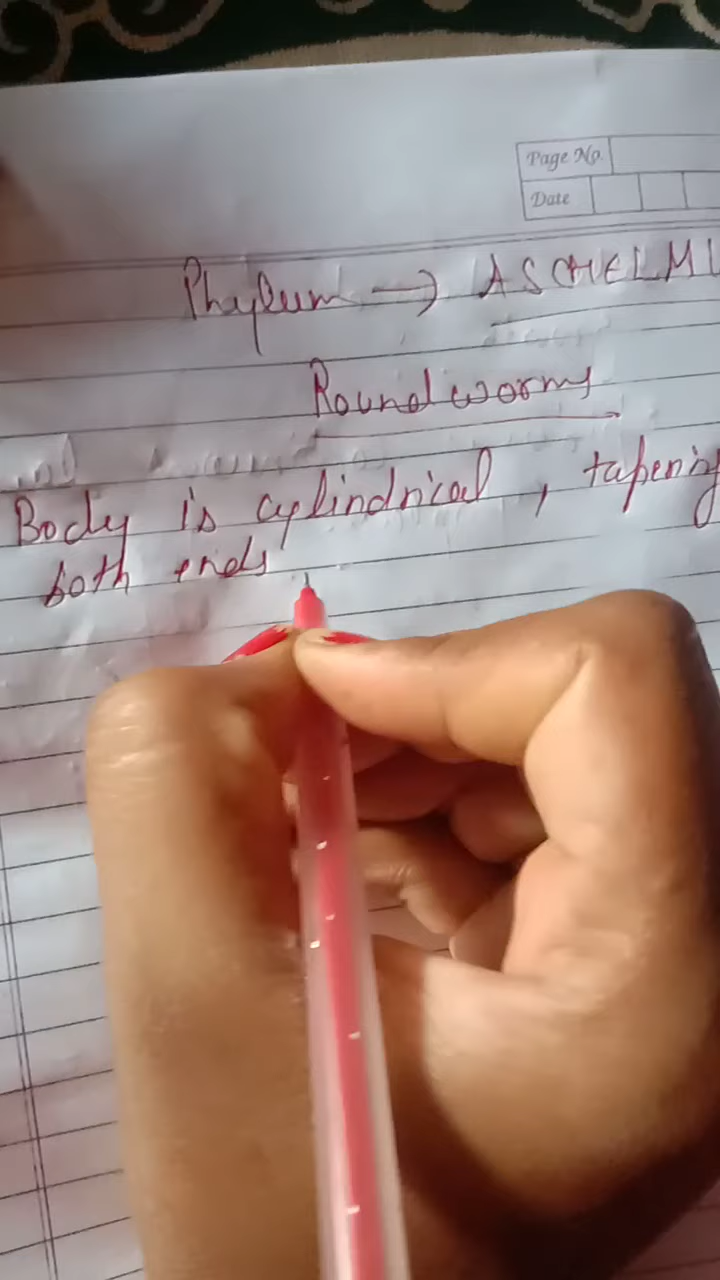 Page No.
Date
Phylum → ASCHELMI
Roundworms
Body is cylindrical, tapering
both ends